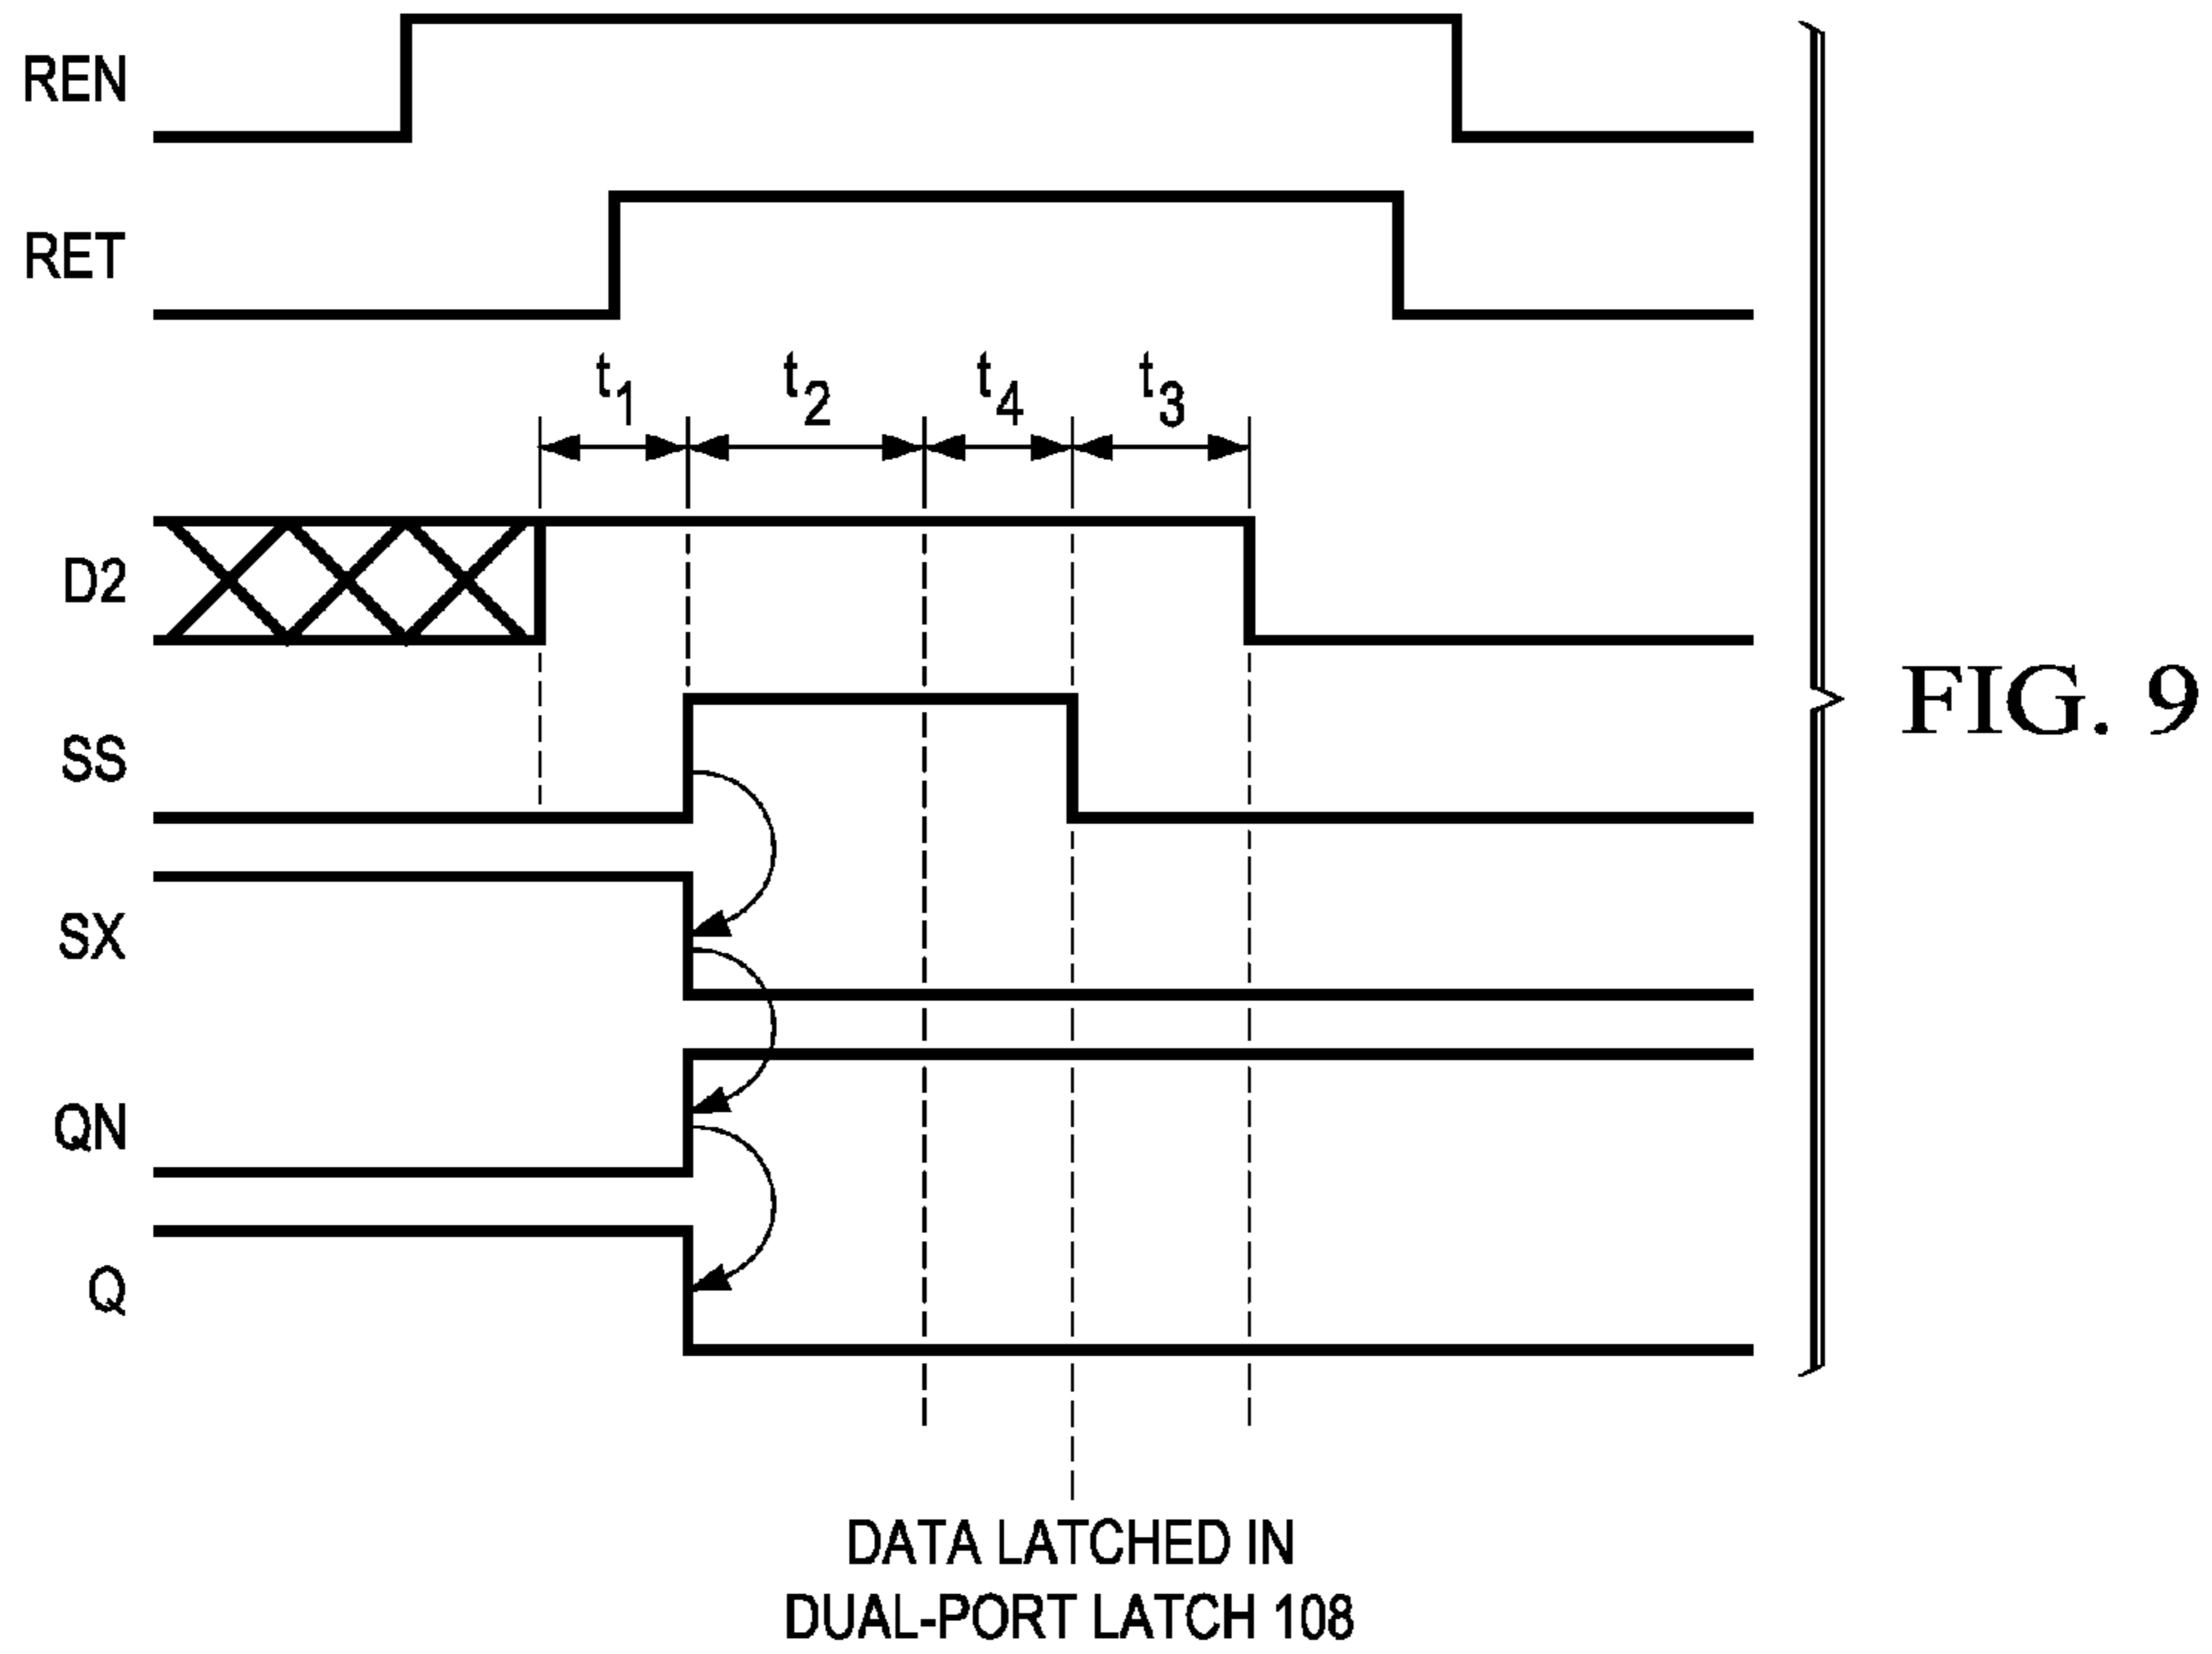 REN
RET
t1 t2 t4 t3
D2
SS
FIG. 9
SX
QN
Q
DATA LATCHED IN
DUAL-PORT LATCH 108